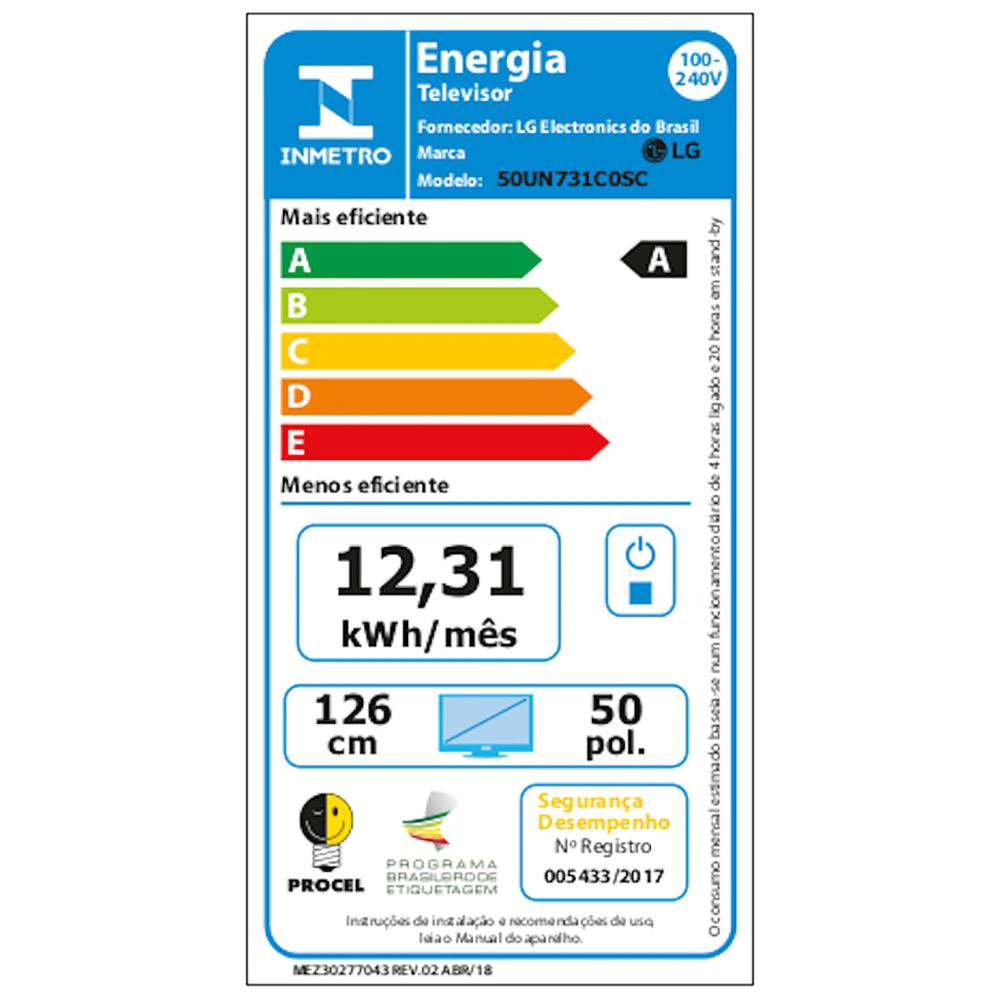 INMETRO
Energia
Televisor
100-
240V
Fornecedor: LG Electronics do Brasil
Marca
LG
Modelo: 50UN731C0SC
Mais eficiente
A
A
B
C
D
E
Menos eficiente
12,31
kWh/mês
126
cm
50
pol.
PROCEL
PROGRAMA
BRASILERO DE
ETIQUETAGEM
Segurança
Desempenho
Nº Registro
005433/2017
Instruções de instalação e recomendações de uso,
leia o Manual do aparelho.
O consumo mensal estimado baseia-se num funcionamento diário de 4 horas ligado e 20 horas em stand-by
MEZ30277043 REV.02 ABR/18